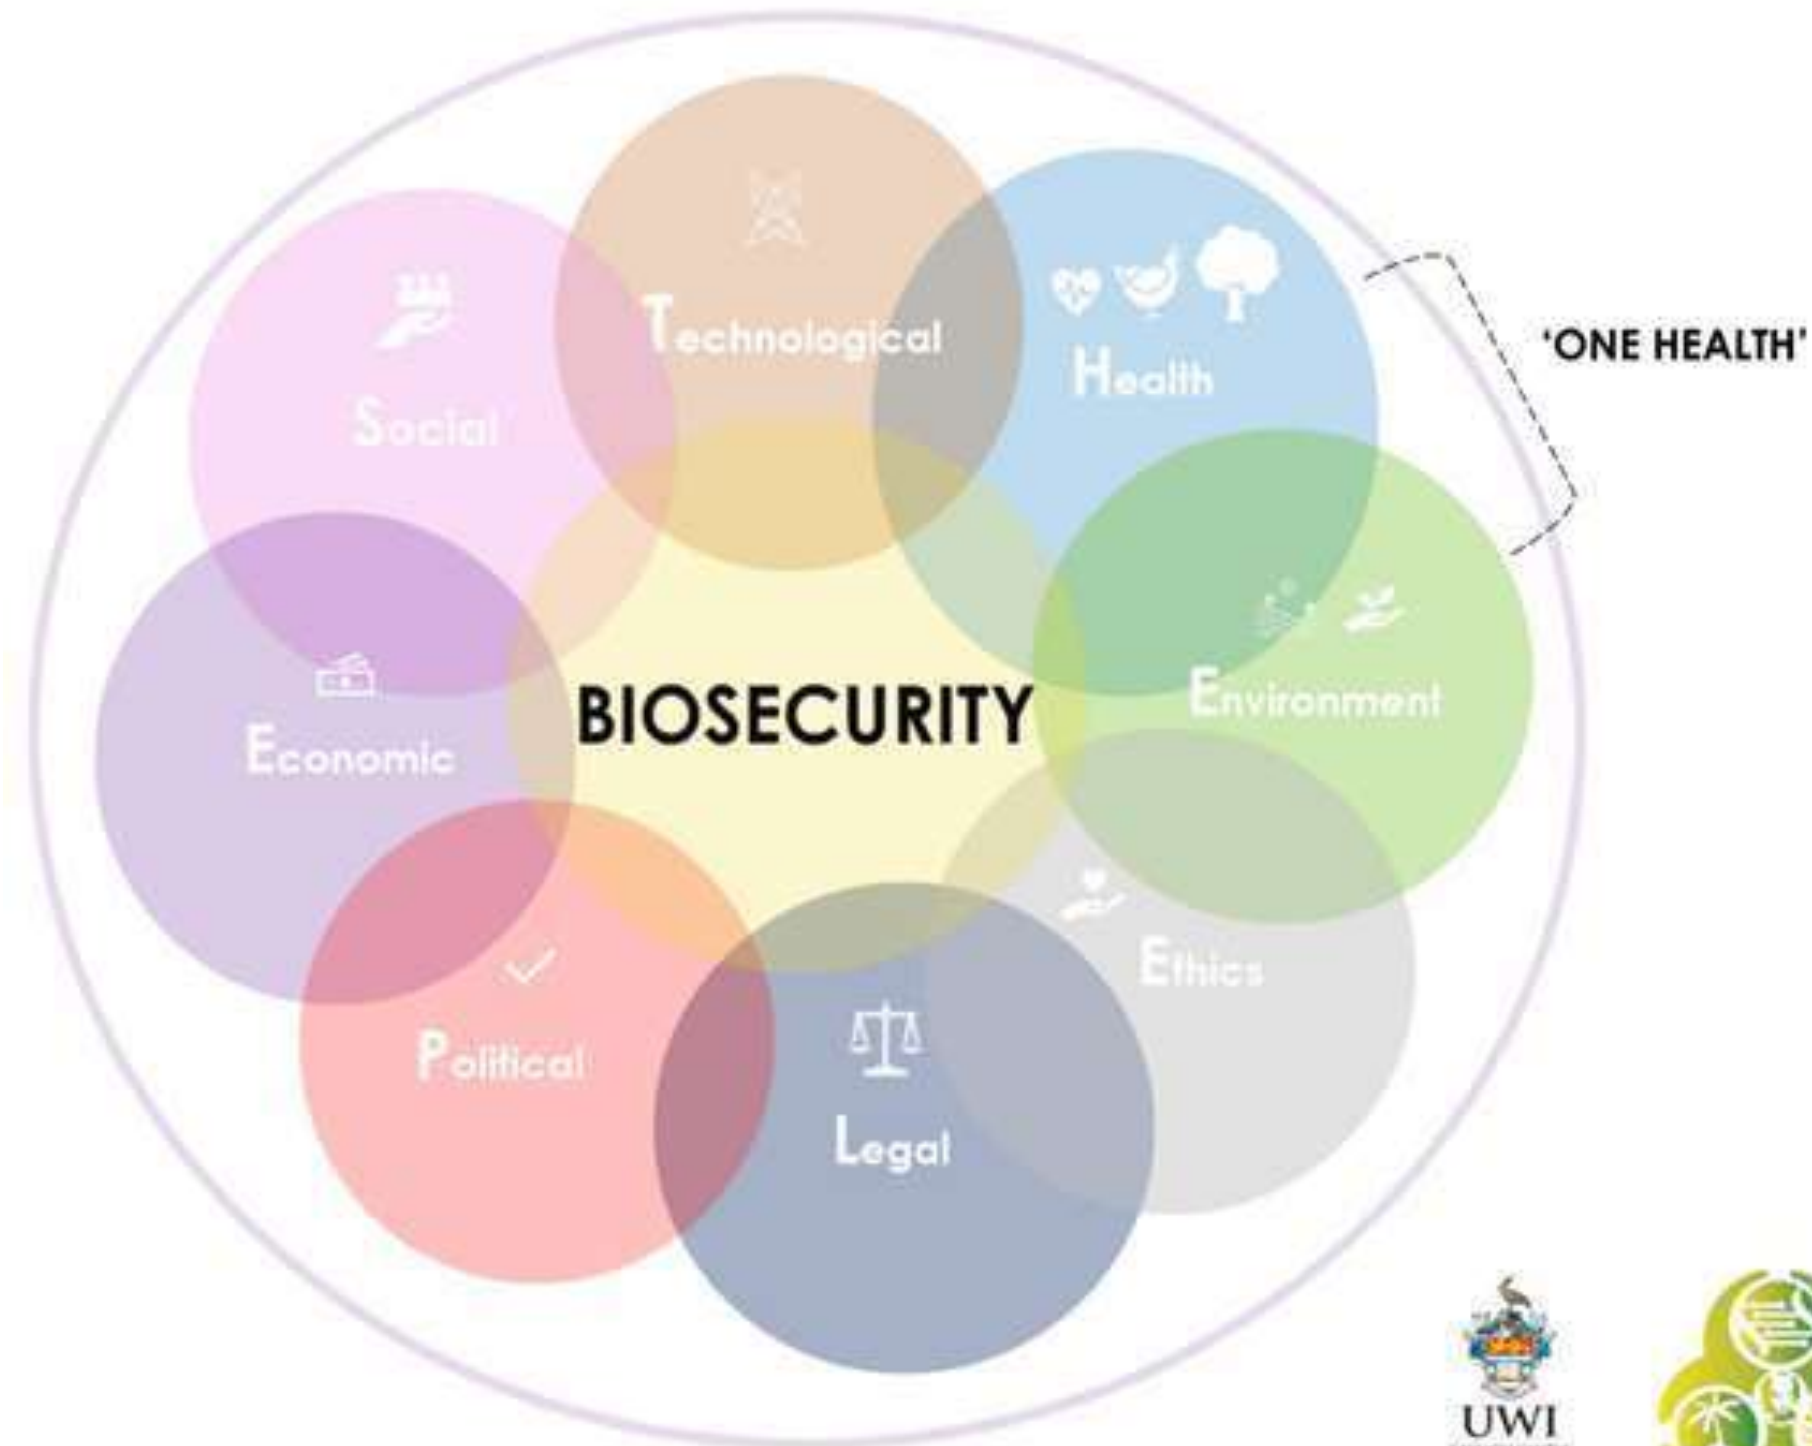 Technological
Health
'ONE HEALTH'
Social
Environment
BIOSECURITY
Economic
Ethics
Political
Legal
UWI